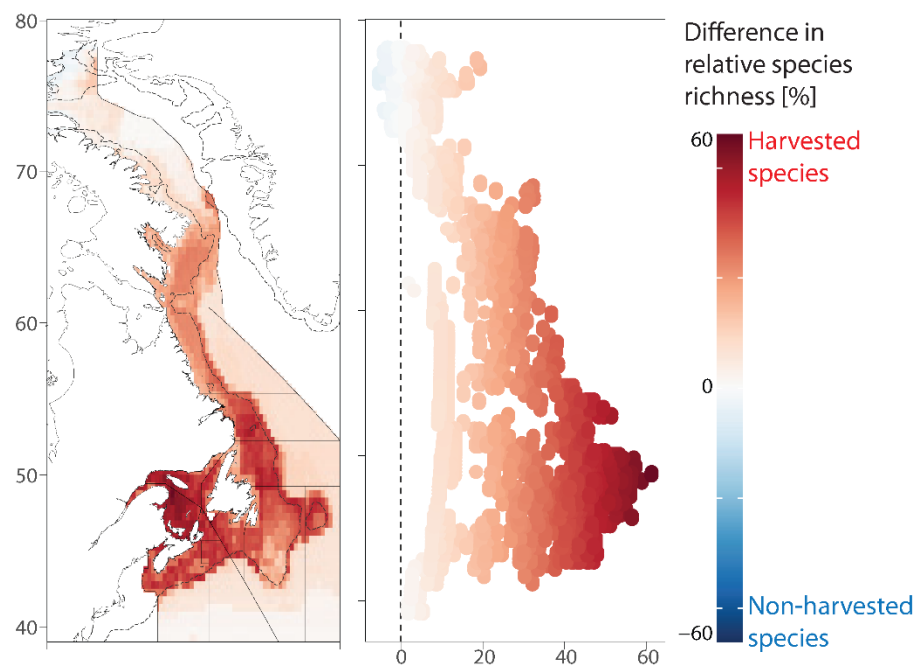 80
70
60
50
40
0
20
40
60
Difference in
relative species
richness [%]
60
Harvested
species
0
Non-harvested
–60
species